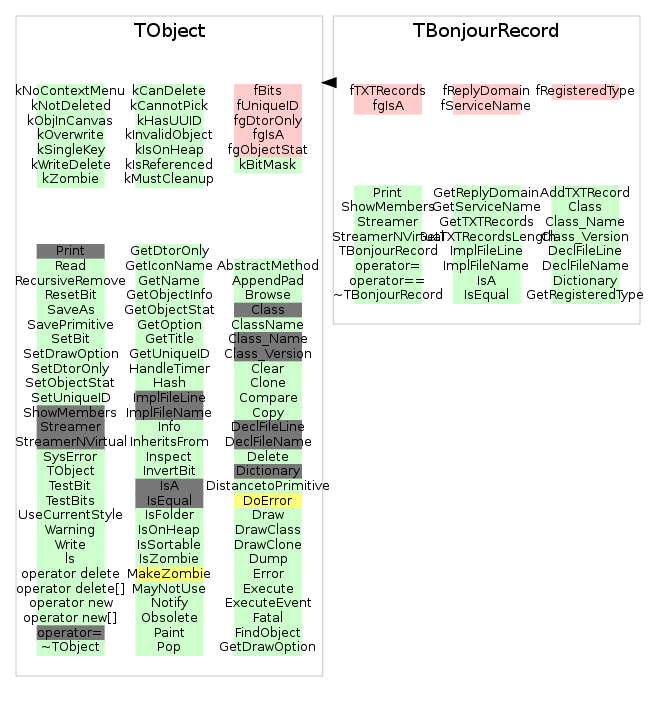 TObject
kNoContextMenu
kNotDeleted
kObjInCanvas
kOverwrite
kSingleKey
kWriteDelete
kZombie
kCanDelete
kCannotPick
kHasUUID
kInvalidObject
kIsOnHeap
kIsReferenced
kMustCleanup
fBits
fUniqueID
fgDtorOnly
fgIsA
fgObjectStat
kBitMask
Print
Read
RecursiveRemove
ResetBit
SaveAs
SavePrimitive
SetBit
SetDrawOption
SetDtorOnly
SetObjectStat
SetUniqueID
ShowMembers
Streamer
StreamerNVirtual
SysError
TObject
TestBit
TestBits
UseCurrentStyle
Warning
Write
ls
operator delete
operator delete[]
operator new
operator new[]
operator=
~TObject
GetDtorOnly
GetIconName
GetName
GetObjectInfo
GetObjectStat
GetOption
GetTitle
GetUniqueID
HandleTimer
Hash
ImplFileLine
ImplFileName
Info
InheritsFrom
Inspect
InvertBit
IsA
IsEqual
IsFolder
IsOnHeap
IsSortable
IsZombie
MakeZombie
MayNotUse
Notify
Obsolete
Paint
Pop
AbstractMethod
AppendPad
Browse
Class
ClassName
Class_Name
Class_Version
Clear
Clone
Compare
Copy
DeclFileLine
DeclFileName
Delete
Dictionary
DistancetoPrimitive
DoError
Draw
DrawClass
DrawClone
Dump
Error
Execute
ExecuteEvent
Fatal
FindObject
GetDrawOption
TBonjourRecord
fTXTRecords
fgIsA
fReplyDomain
fServiceName
fRegisteredType
Print
ShowMembers
Streamer
StreamerNVirtual
TBonjourRecord
operator=
operator==
~TBonjourRecord
GetReplyDomain
GetServiceName
GetTXTRecords
GetTXTRecordsLength
ImplFileLine
ImplFileName
IsA
IsEqual
AddTXTRecord
Class
Class_Name
Class_Version
DeclFileLine
DeclFileName
Dictionary
GetRegisteredType